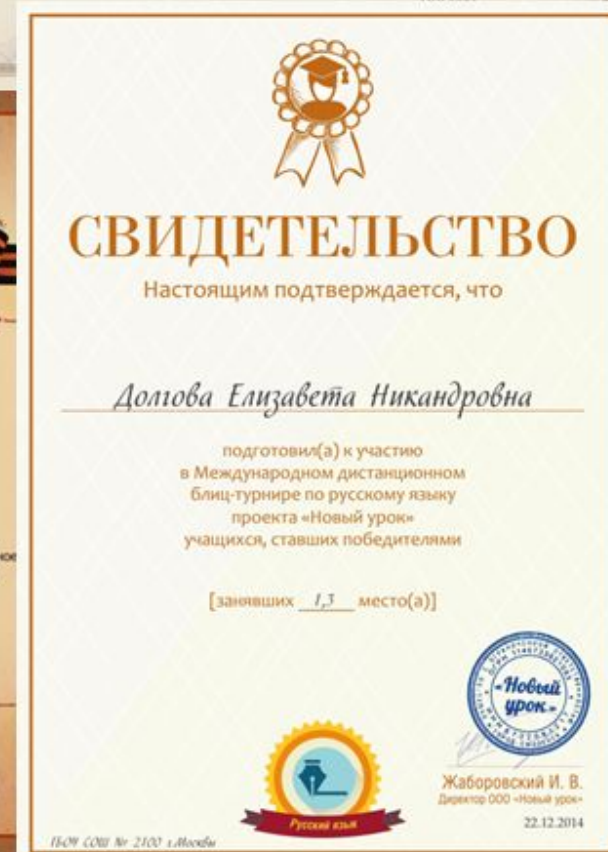 СВИДЕТЕЛЬСТВО
Настоящим подтверждается, что
Долгова Елизавета Никандровна
подготовил(а) к участию
в Международном дистанционном
блиц-турнире по русскому языку
проекта «Новый урок»
учащихся, ставших победителями
[занявших 1,3 место(а)]
«Новый
урок»
Жаборовский И. В.
Директор ООО «Новый урок»
22.12.2014
Русский язык
ГБОУ СОШ № 2100 г.Москвы